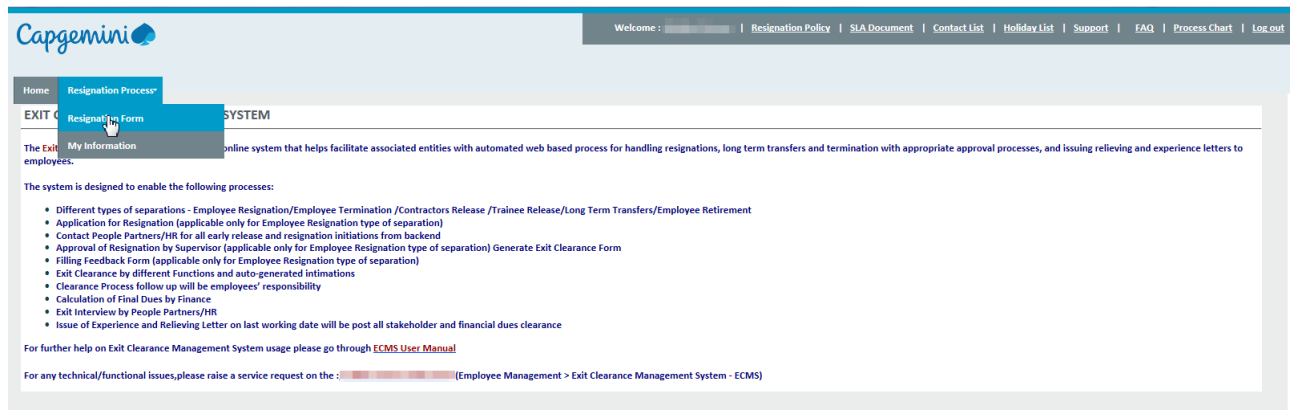 Capgemini
Welcome : | Resignation Policy | SLA Document | Contact List | Holiday List | Support | FAQ | Process Chart | Log out
Home Resignation Process
EXIT SYSTEM
Resignation Form
My Information
The Exit online system that helps facilitate associated entities with automated web based process for handling resignations, long term transfers and termination with appropriate approval processes, and issuing relieving and experience letters to
employees.
The system is designed to enable the following processes:
• Different types of separations - Employee Resignation/Employee Termination /Contractors Release /Trainee Release/Long Term Transfers/Employee Retirement
• Application for Resignation (applicable only for Employee Resignation type of separation)
• Contact People Partners/HR for all early release and resignation initiations from backend
• Approval of Resignation by Supervisor (applicable only for Employee Resignation type of separation) Generate Exit Clearance Form
• Filling Feedback Form (applicable only for Employee Resignation type of separation)
• Exit Clearance by different Functions and auto-generated intimations
• Clearance Process follow up will be employees' responsibility
• Calculation of Final Dues by Finance
• Exit Interview by People Partners/HR
• Issue of Experience and Relieving Letter on last working date will be post all stakeholder and financial dues clearance
For further help on Exit Clearance Management System usage please go through ECMS User Manual
For any technical/functional issues,please raise a service request on the : (Employee Management > Exit Clearance Management System - ECMS)